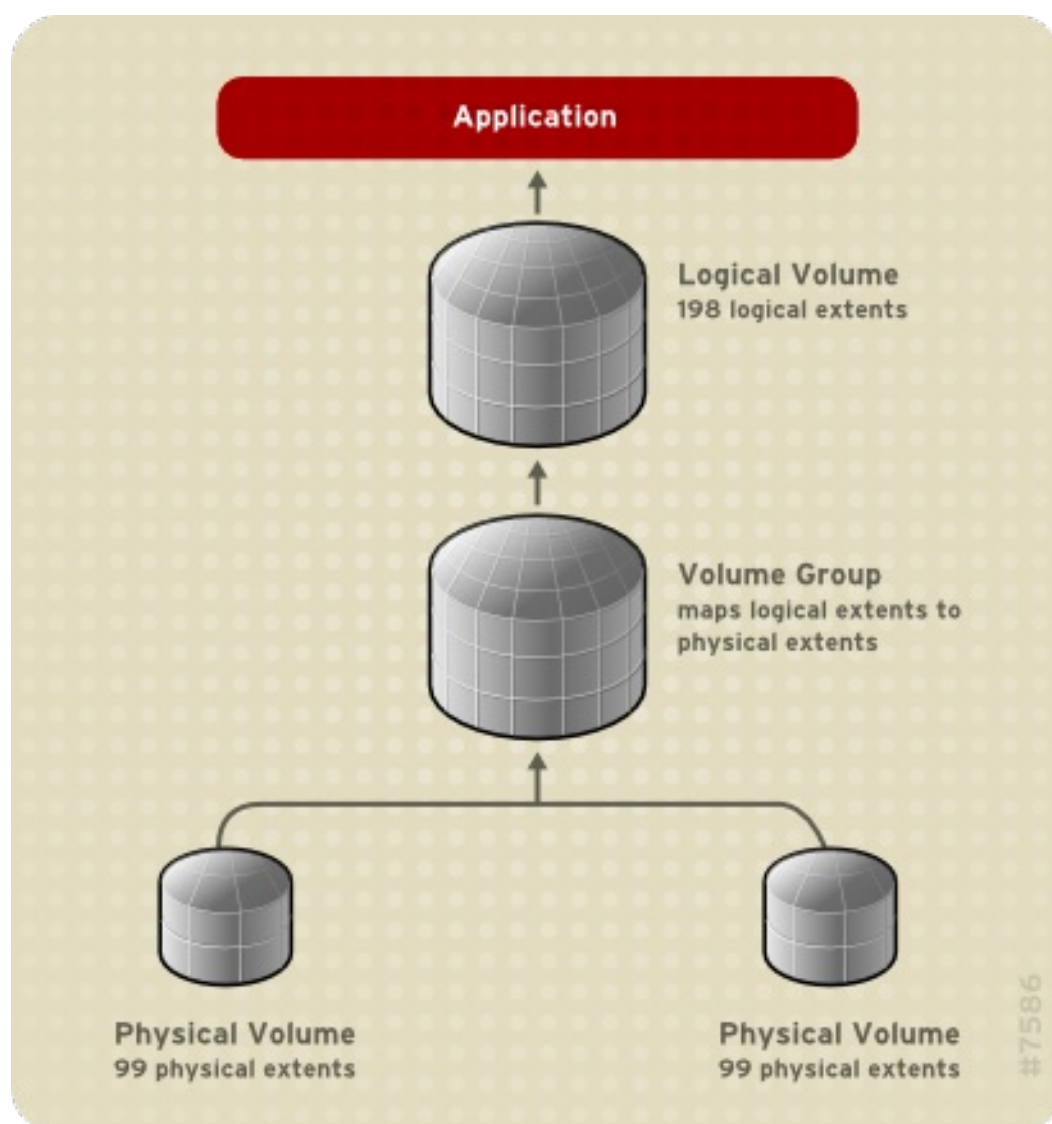 Application
Logical Volume
198 logical extents
Volume Group
maps logical extents to
physical extents
Physical Volume
99 physical extents
Physical Volume
99 physical extents
#7586